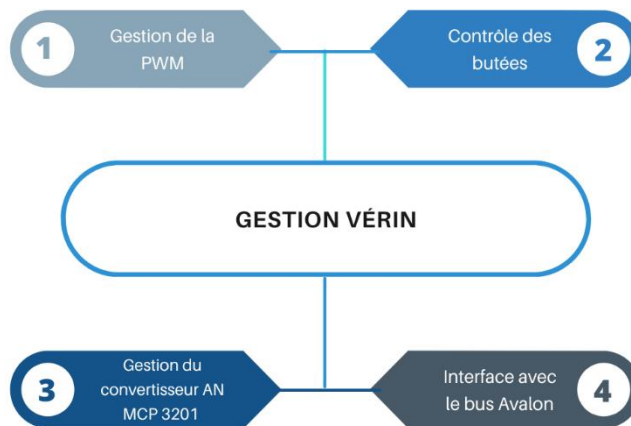 1
Gestion de la
PWM
Contrôle des
butées
2
GESTION VÉRIN
3
Gestion du
convertisseur AN
MCP 3201
Interface avec
le bus Avalon
4